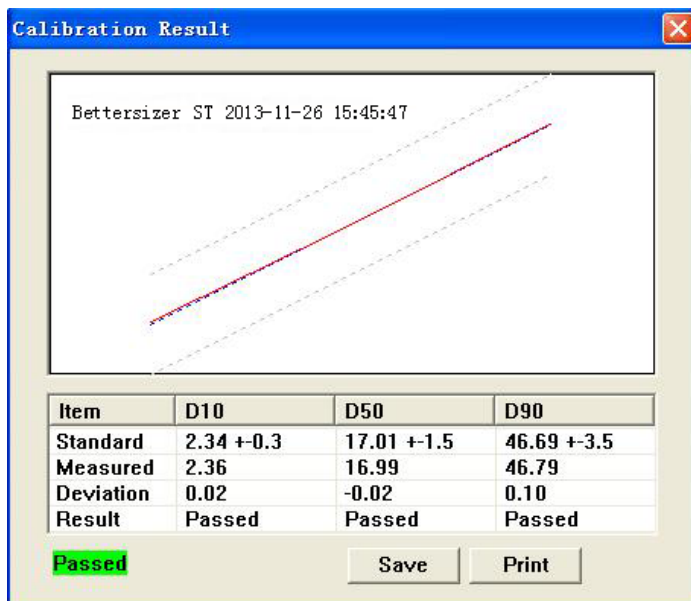 Calibration Result
Bettersizer ST 2013-11-26 15:45:47
Item D10 D50 D90
Standard 2.34 +-0.3 17.01 +-1.5 46.69 +-3.5
Measured 2.36 16.99 46.79
Deviation 0.02 -0.02 0.10
Result Passed Passed Passed
Passed Save Print